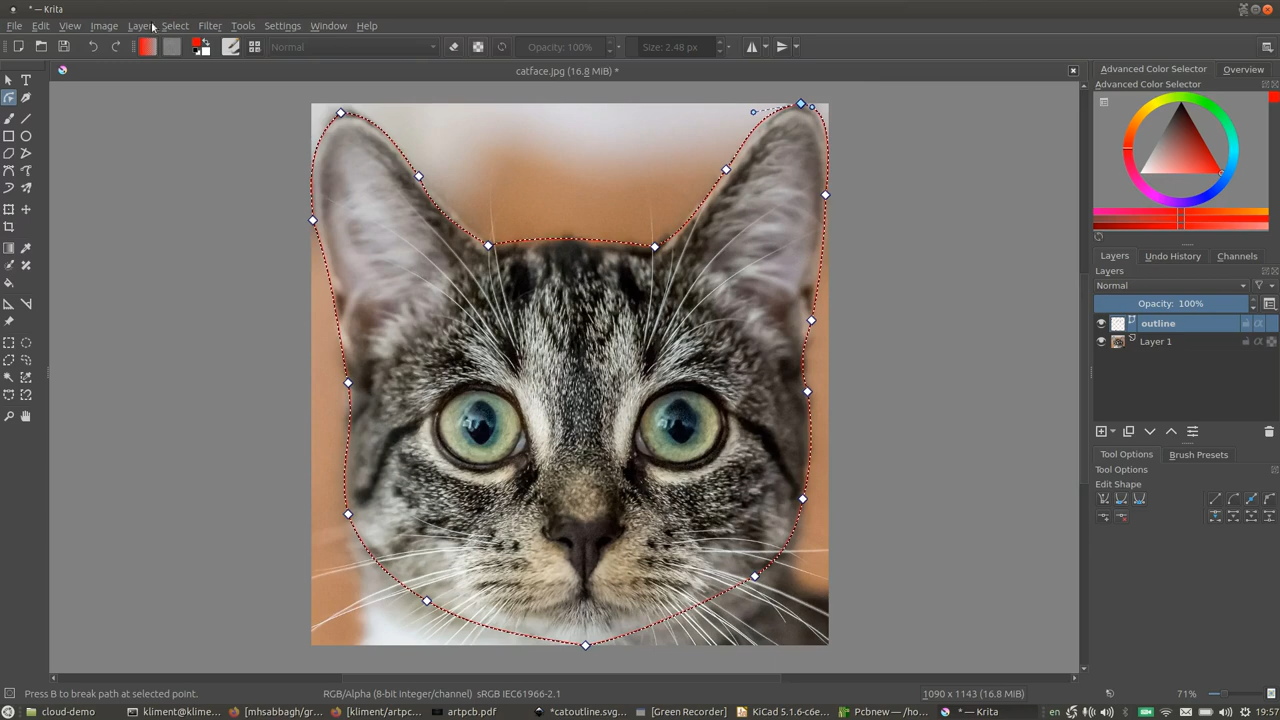 * — Krita
File Edit View Image Layer Select Filter Tools Settings Window Help
Normal Opacity: 100% Size: 2.48 px
catface.jpg (16.8 MiB) *
Advanced Color Selector Overview
Advanced Color Selector
Layers Undo History Channels
Layers
Normal
Opacity: 100%
outline
Layer 1
Tool Options Brush Presets
Tool Options
Edit Shape
Press B to break path at selected point. RGB/Alpha (8-bit integer/channel) sRGB IEC61966-2.1 1090 x 1143 (16.8 MiB) 71%
cloud-demo kliment@klime... [mhsabbagh/gr... [kliment/artpc... artpcb.pdf *catoutline.svg... [Green Recorder] KiCad 5.1.6-c6e... Pcbnew — /ho... * — Krita en 19:57